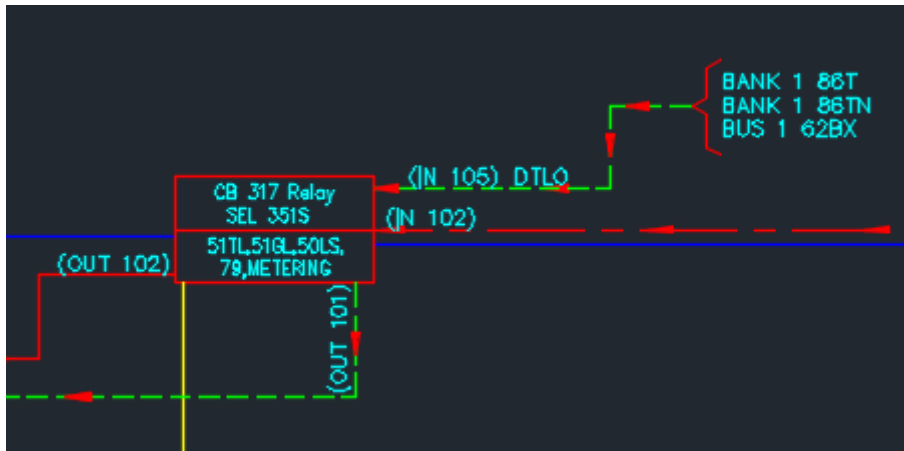 BANK 1 86T
BANK 1 86TN
BUS 1 62BX
(IN 105) DTLO
CB 317 Relay
SEL 351S
(IN 102)
51TL,51GL,50LS,
79,METERING
(OUT 102)
(OUT 101)